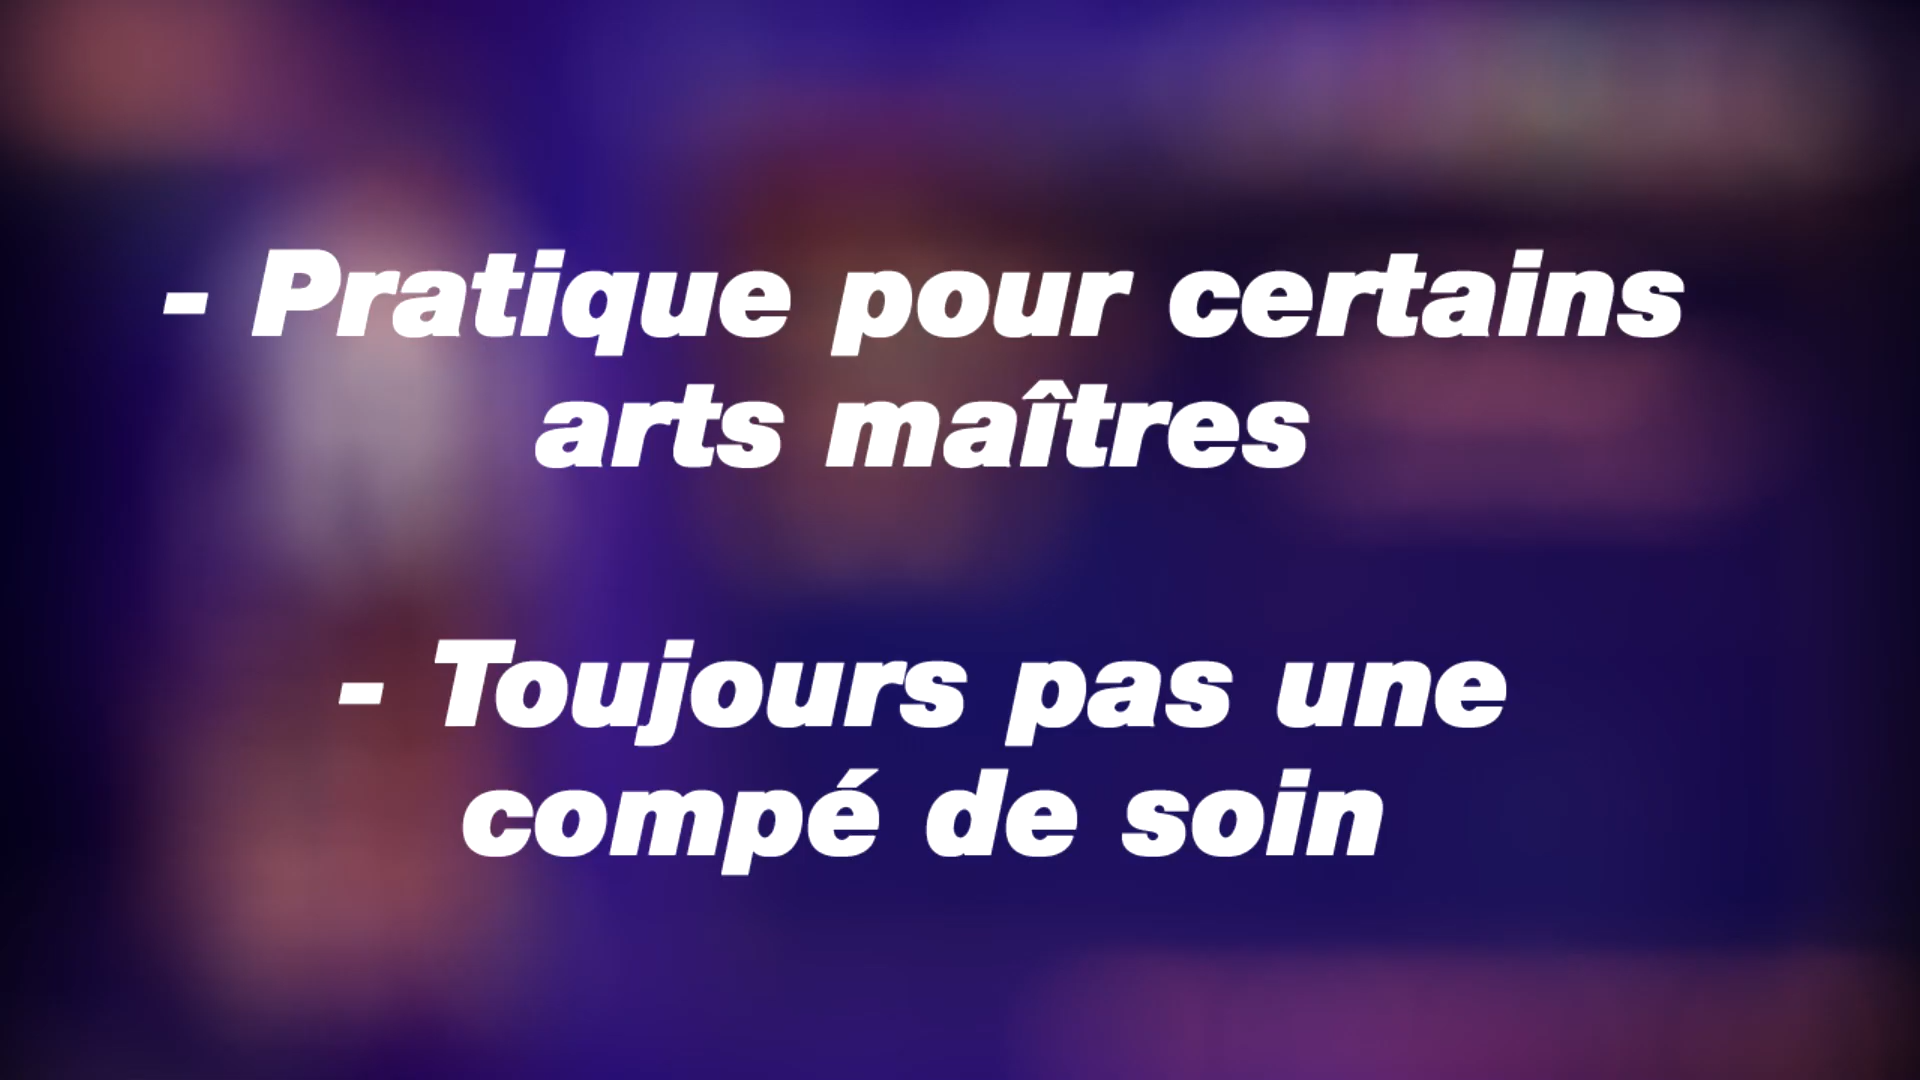 - Pratique pour certains
arts maîtres
- Toujours pas une
compé de soin